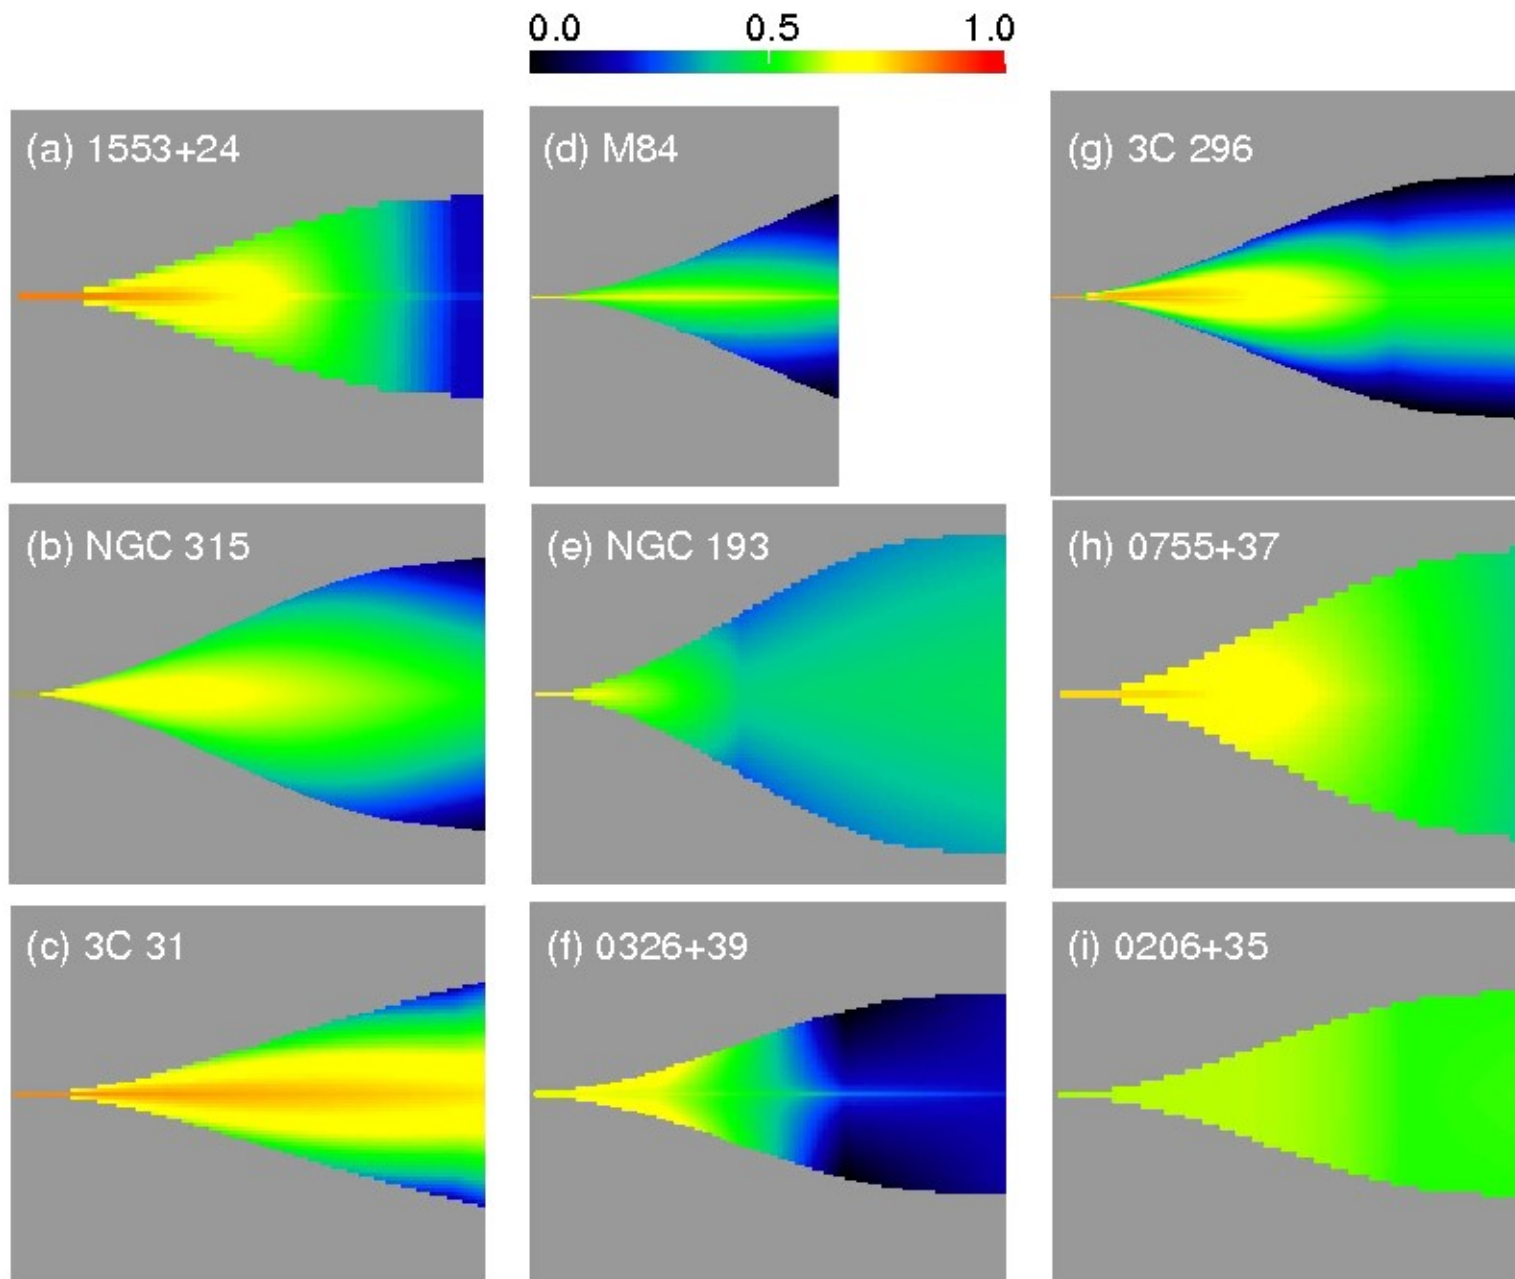 0.0 0.5 1.0
(a) 1553+24
(d) M84
(g) 3C 296
(b) NGC 315
(e) NGC 193
(h) 0755+37
(c) 3C 31
(f) 0326+39
(i) 0206+35